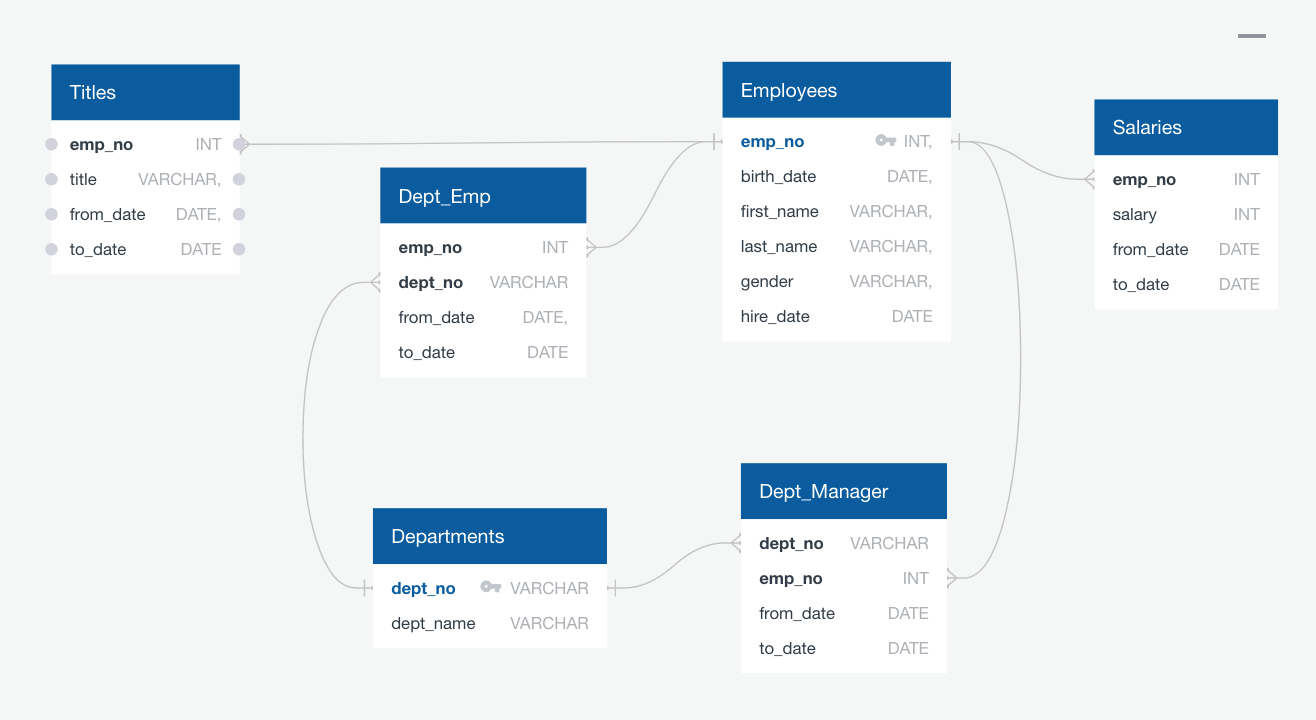 Titles
emp_no INT
title VARCHAR,
from_date DATE,
to_date DATE
Dept_Emp
emp_no INT
dept_no VARCHAR
from_date DATE,
to_date DATE
Employees
emp_no INT,
birth_date DATE,
first_name VARCHAR,
last_name VARCHAR,
gender VARCHAR,
hire_date DATE
Salaries
emp_no INT
salary INT
from_date DATE
to_date DATE
Departments
dept_no VARCHAR
dept_name VARCHAR
Dept_Manager
dept_no VARCHAR
emp_no INT
from_date DATE
to_date DATE